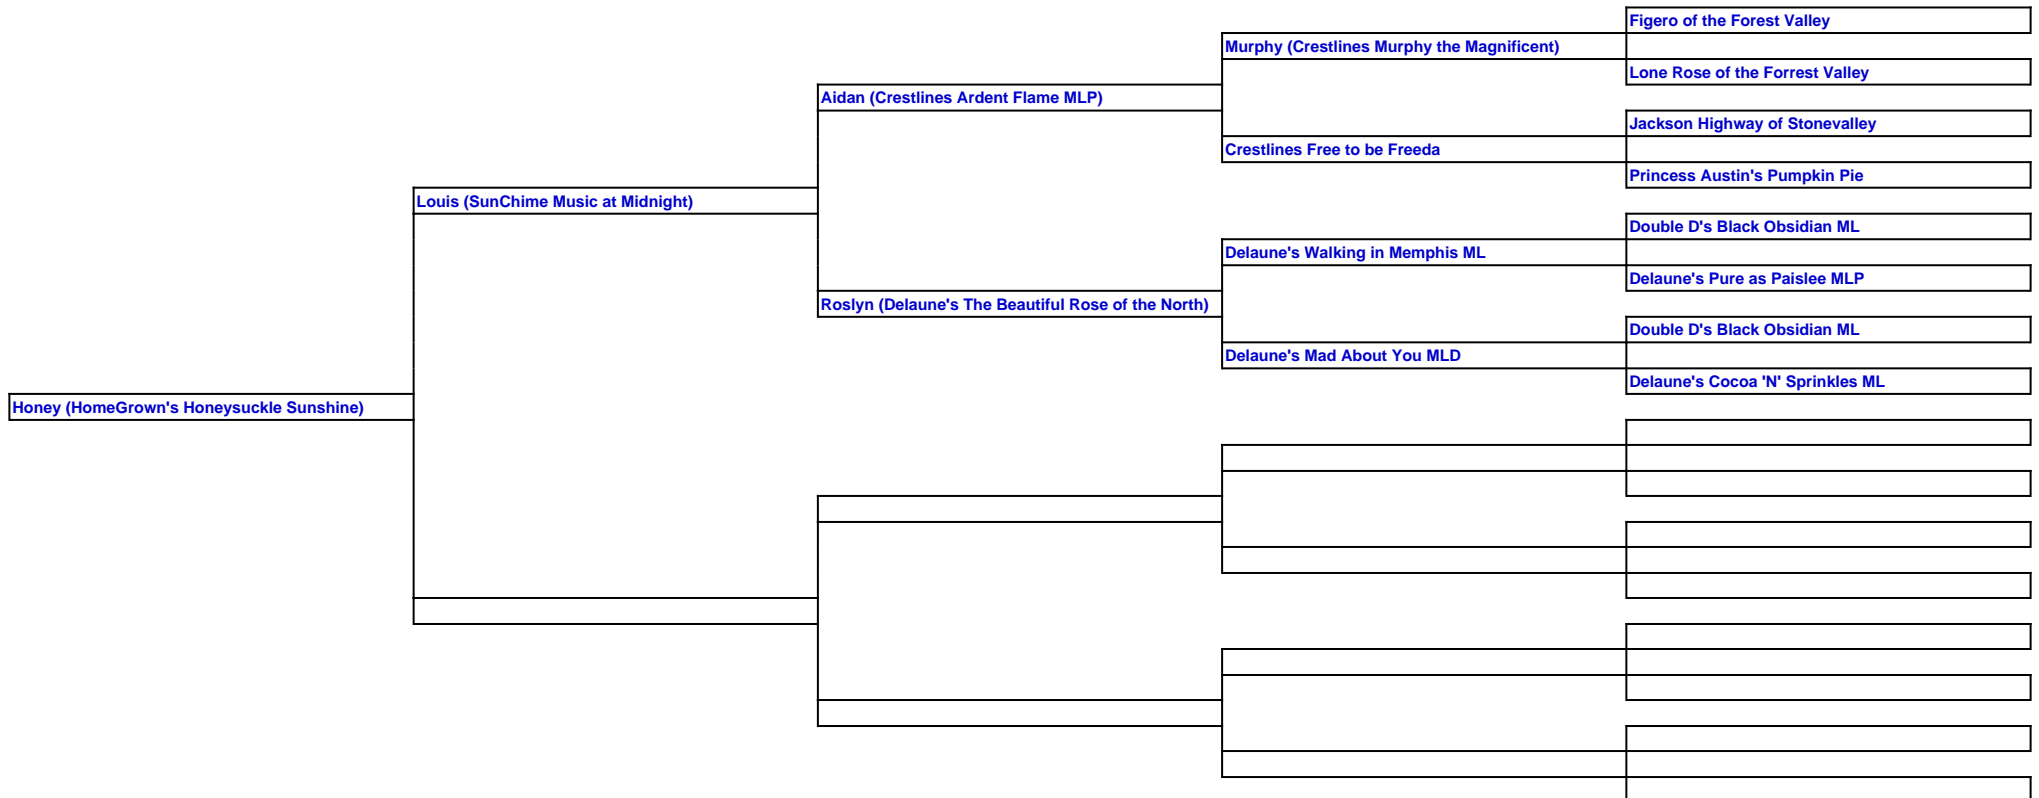 Figero of the Forest Valley
Murphy (Crestlines Murphy the Magnificent)
Lone Rose of the Forrest Valley
Aidan (Crestlines Ardent Flame MLP)
Jackson Highway of Stonevalley
Crestlines Free to be Freeda
Princess Austin's Pumpkin Pie
Louis (SunChime Music at Midnight)
Double D's Black Obsidian ML
Delaune's Walking in Memphis ML
Delaune's Pure as Paislee MLP
Roslyn (Delaune's The Beautiful Rose of the North)
Double D's Black Obsidian ML
Delaune's Mad About You MLD
Delaune's Cocoa 'N' Sprinkles ML
Honey (HomeGrown's Honeysuckle Sunshine)